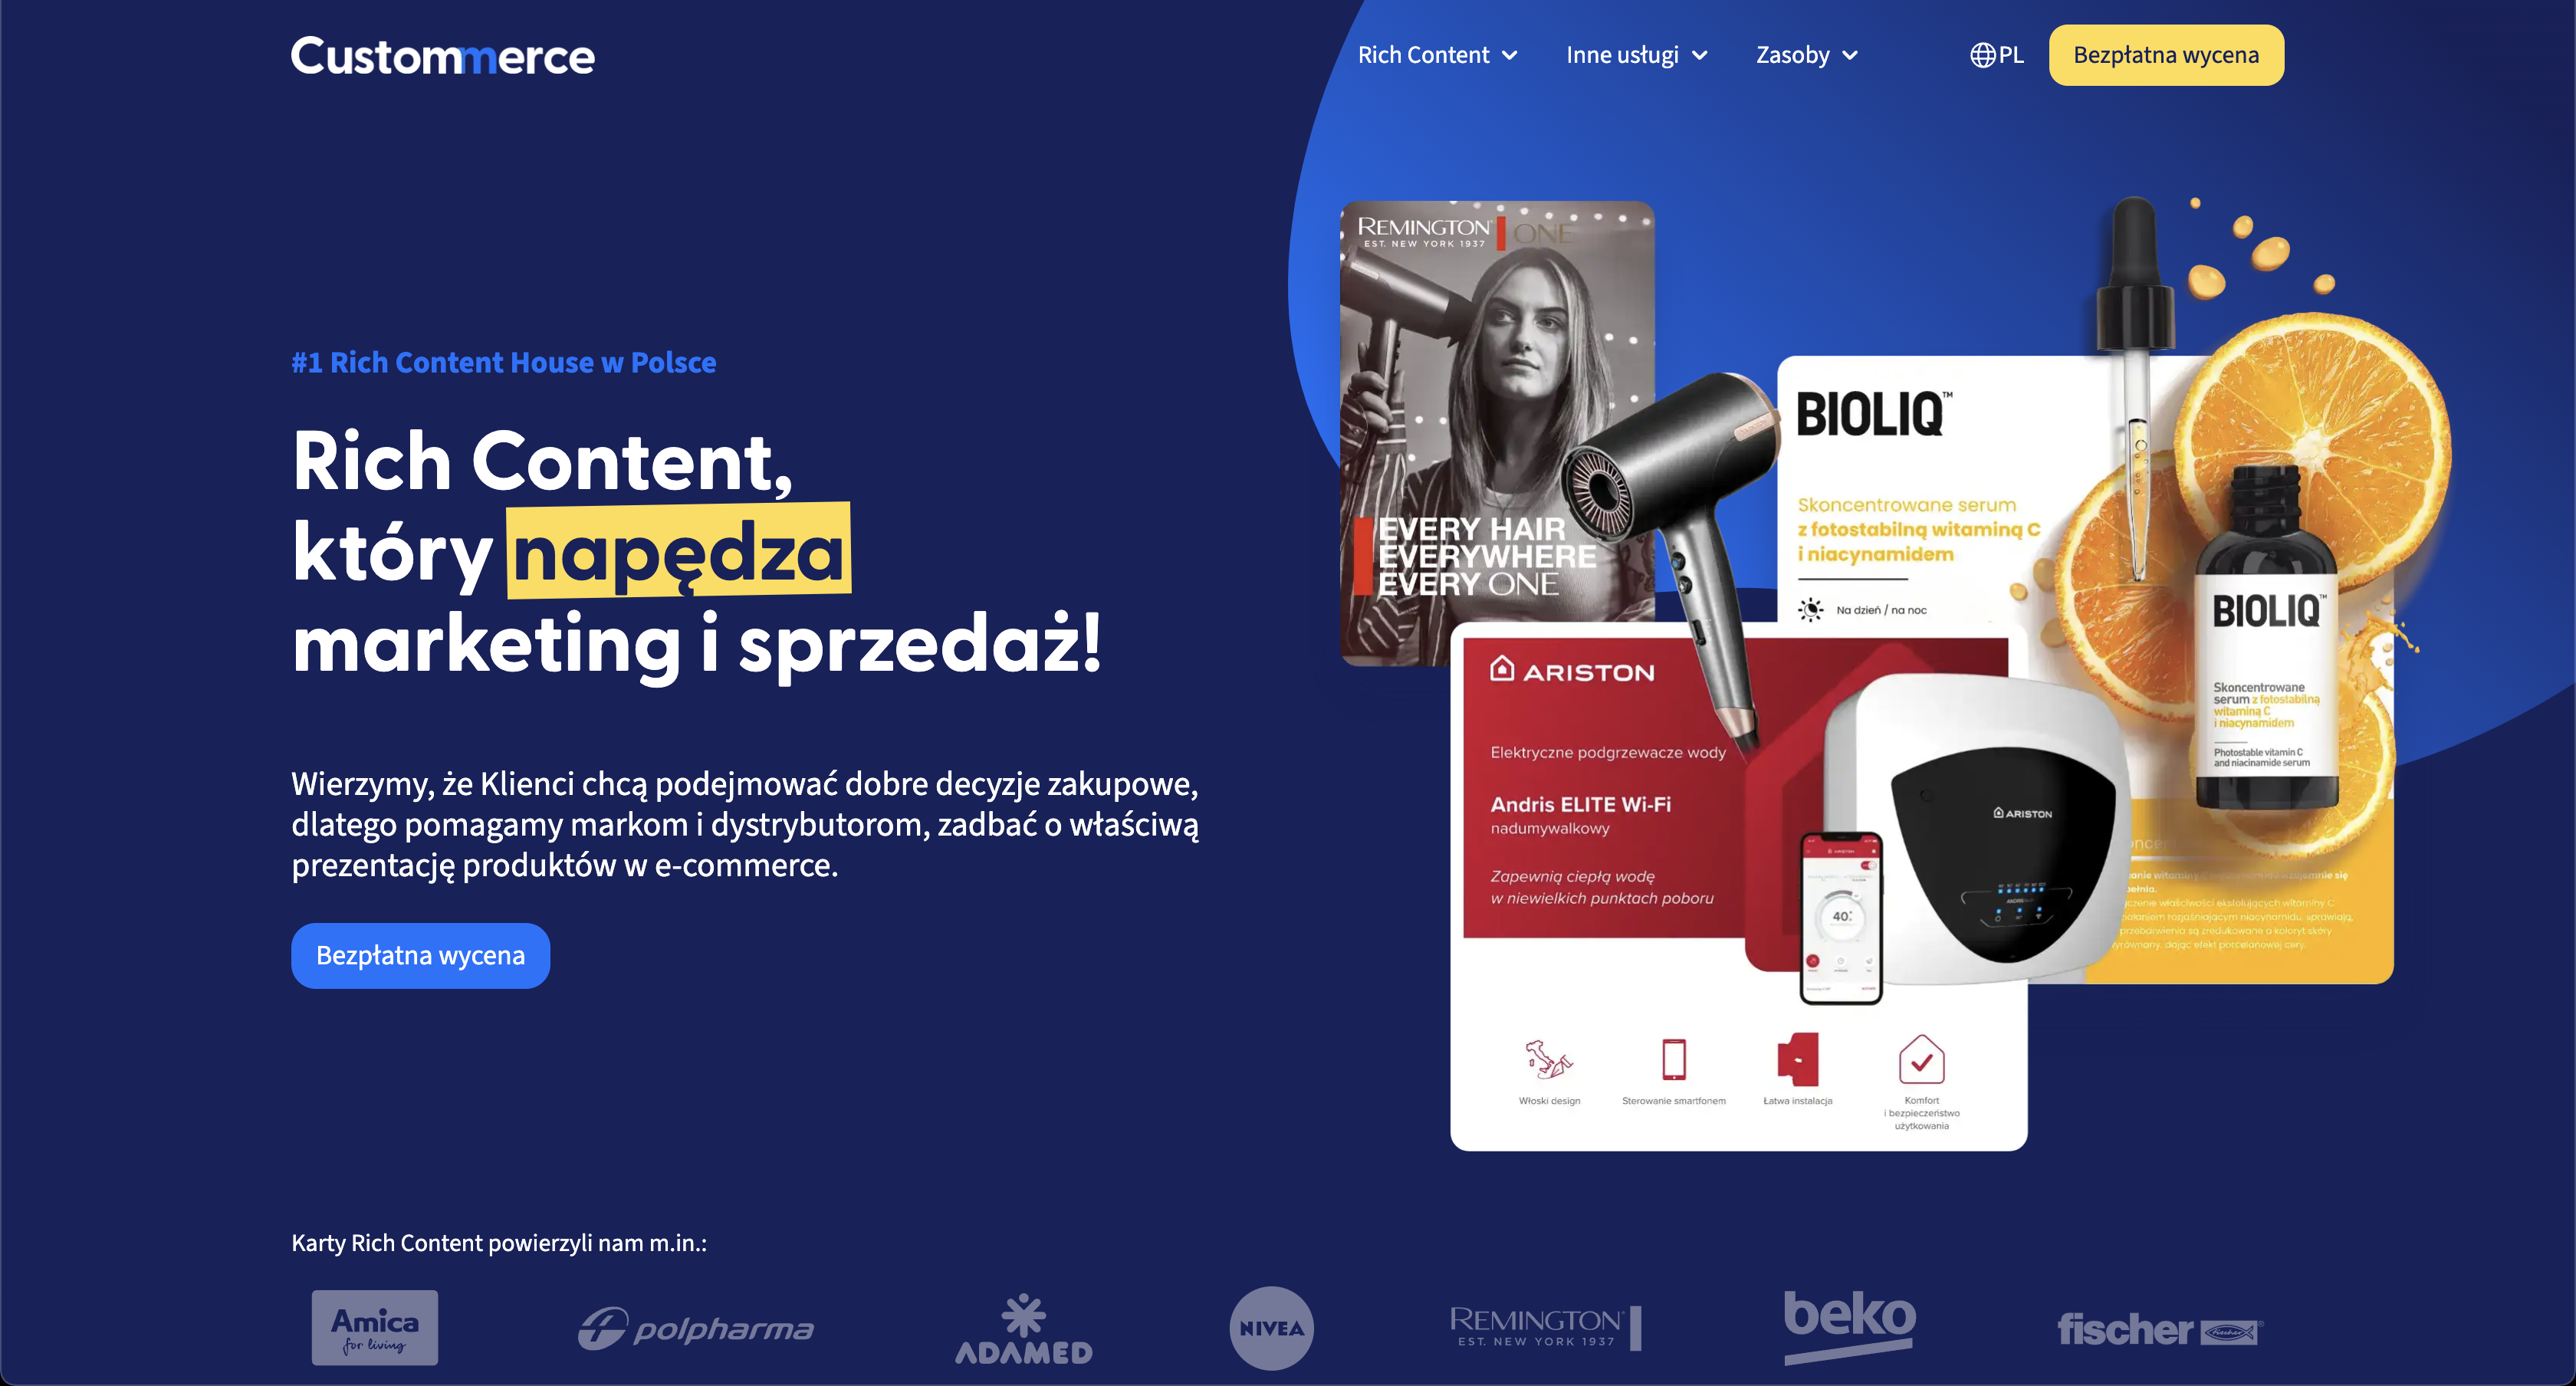 Custommerce
Rich Content
Inne usługi
Zasoby
PL
Bezpłatna wycena
#1 Rich Content House w Polsce
Rich Content,
który napędza
marketing i sprzedaż!
Wierzymy, że Klienci chcą podejmować dobre decyzje zakupowe,
dlatego pomagamy markom i dystrybutorom, zadbać o właściwą
prezentację produktów w e-commerce.
Bezpłatna wycena
REMINGTON ONE
EST. NEW YORK 1937
EVERY HAIR
EVERYWHERE
EVERY ONE
BIOLIQ™
Skoncentrowane serum
z fotostabilną witaminą C
i niacynamidem
Na dzień / na noc
BIOLIQ™
Skoncentrowane
serum z fotostabilną
witaminą C
i niacynamidem
Photostable vitamin C
and niacinamide serum
ARISTON
Elektryczne podgrzewacze wody
Andris ELITE Wi-Fi
nadumywalkowy
Zapewnią ciepłą wodę
w niewielkich punktach poboru
ARISTON
40
Włoski design
Sterowanie smartfonem
Łatwa instalacja
Komfort
i bezpieczeństwo
użytkowania
Karty Rich Content powierzyli nam m.in.:
Amica
for living
polpharma
ADAMED
NIVEA
REMINGTON
EST. NEW YORK 1937
beko
fischer